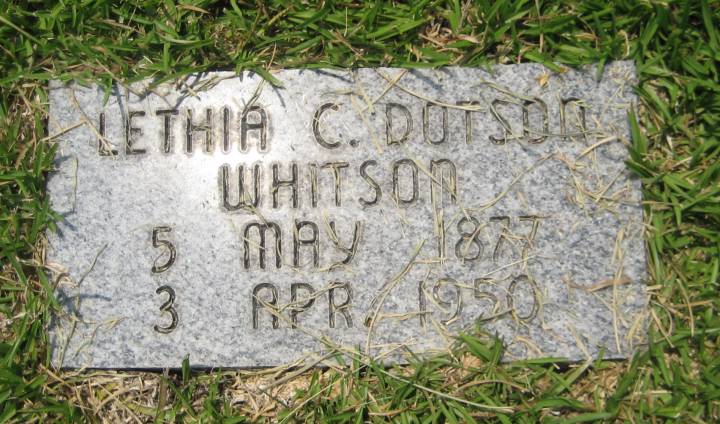 LETHIA C. DOTSON
WHITSON
5 MAY 1877
3 APR. 1950